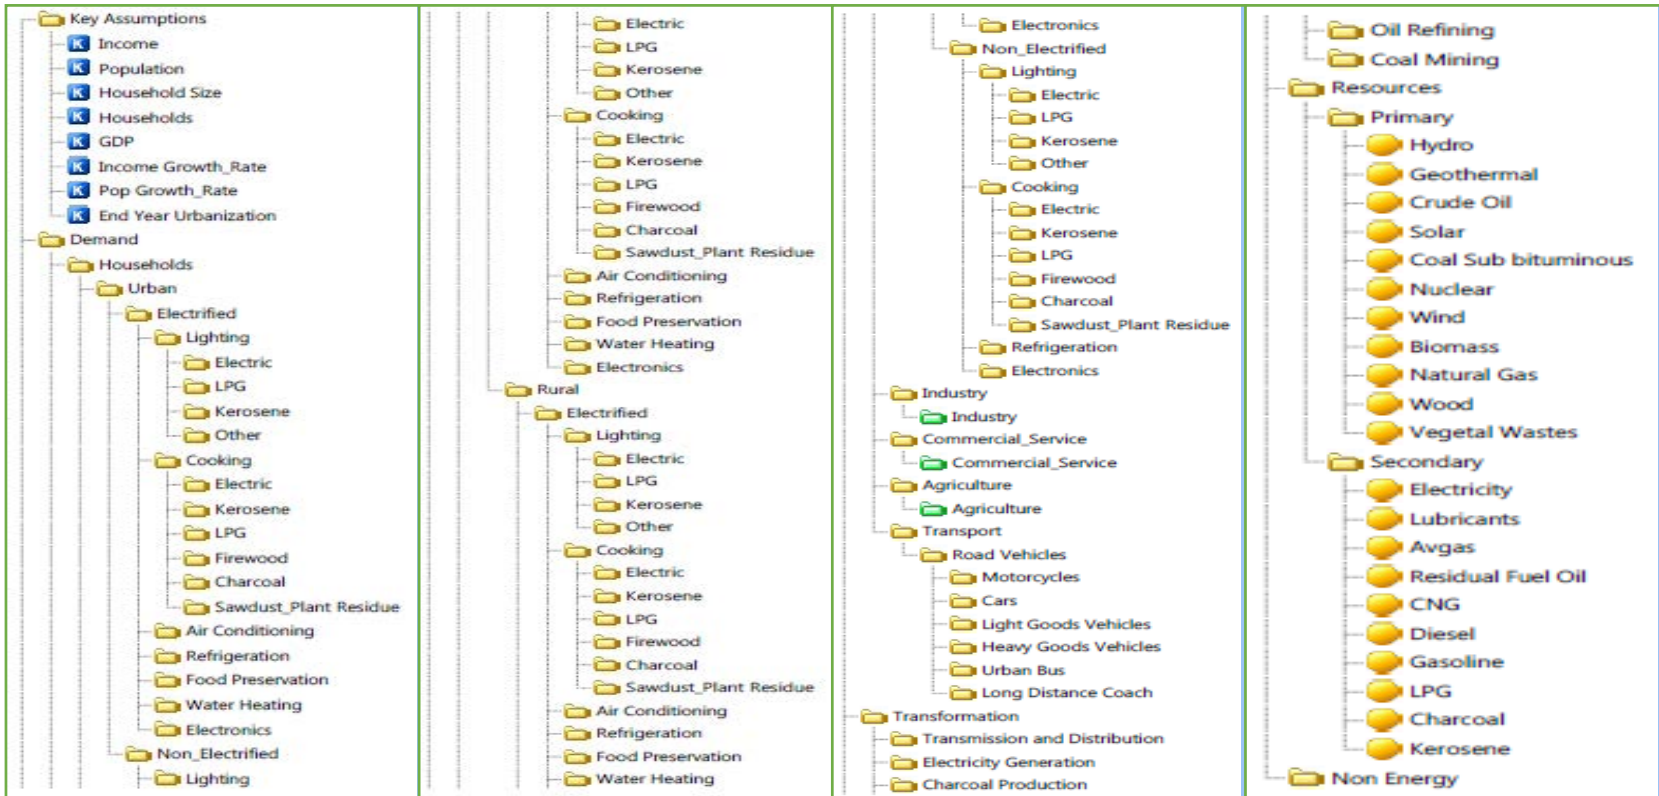 Key Assumptions
Income
Population
Household Size
Households
GDP
Income Growth_Rate
Pop Growth_Rate
End Year Urbanization
Demand
Households
Urban
Electrified
Lighting
Electric
LPG
Kerosene
Other
Cooking
Electric
Kerosene
LPG
Firewood
Charcoal
Sawdust_Plant Residue
Air Conditioning
Refrigeration
Food Preservation
Water Heating
Electronics
Non_Electrified
Lighting
Electric
LPG
Kerosene
Other
Cooking
Electric
Kerosene
LPG
Firewood
Charcoal
Sawdust_Plant Residue
Air Conditioning
Refrigeration
Food Preservation
Water Heating
Electronics
Rural
Electrified
Lighting
Electric
LPG
Kerosene
Other
Cooking
Electric
Kerosene
LPG
Firewood
Charcoal
Sawdust_Plant Residue
Air Conditioning
Refrigeration
Food Preservation
Water Heating
Electronics
Non_Electrified
Lighting
Electric
LPG
Kerosene
Other
Cooking
Electric
Kerosene
LPG
Firewood
Charcoal
Sawdust_Plant Residue
Refrigeration
Electronics
Industry
Industry
Commercial_Service
Commercial_Service
Agriculture
Agriculture
Transport
Road Vehicles
Motorcycles
Cars
Light Goods Vehicles
Heavy Goods Vehicles
Urban Bus
Long Distance Coach
Transformation
Transmission and Distribution
Electricity Generation
Charcoal Production
Oil Refining
Coal Mining
Resources
Primary
Hydro
Geothermal
Crude Oil
Solar
Coal Sub bituminous
Nuclear
Wind
Biomass
Natural Gas
Wood
Vegetal Wastes
Secondary
Electricity
Lubricants
Avgas
Residual Fuel Oil
CNG
Diesel
Gasoline
LPG
Charcoal
Kerosene
Non Energy